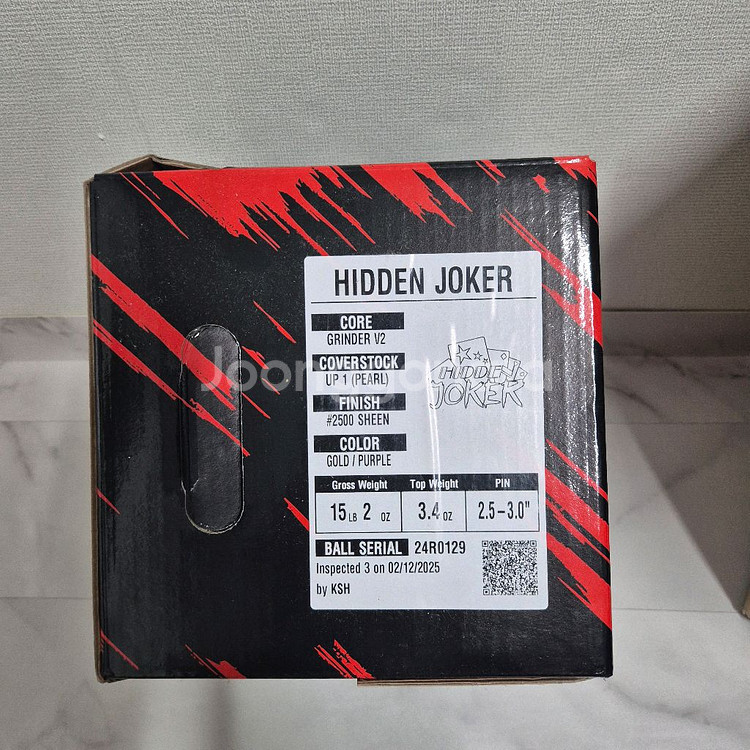 HIDDEN JOKER
CORE
GRINDER V2
COVERSTOCK
UP 1 (PEARL)
FINISH
#2500 SHEEN
COLOR
GOLD / PURPLE
HIDDEN
JOKER
Gross Weight Top Weight PIN
15 LB 2 OZ 3.4 OZ 2.5-3.0"
BALL SERIAL 24R0129
Inspected 3 on 02/12/2025
by KSH